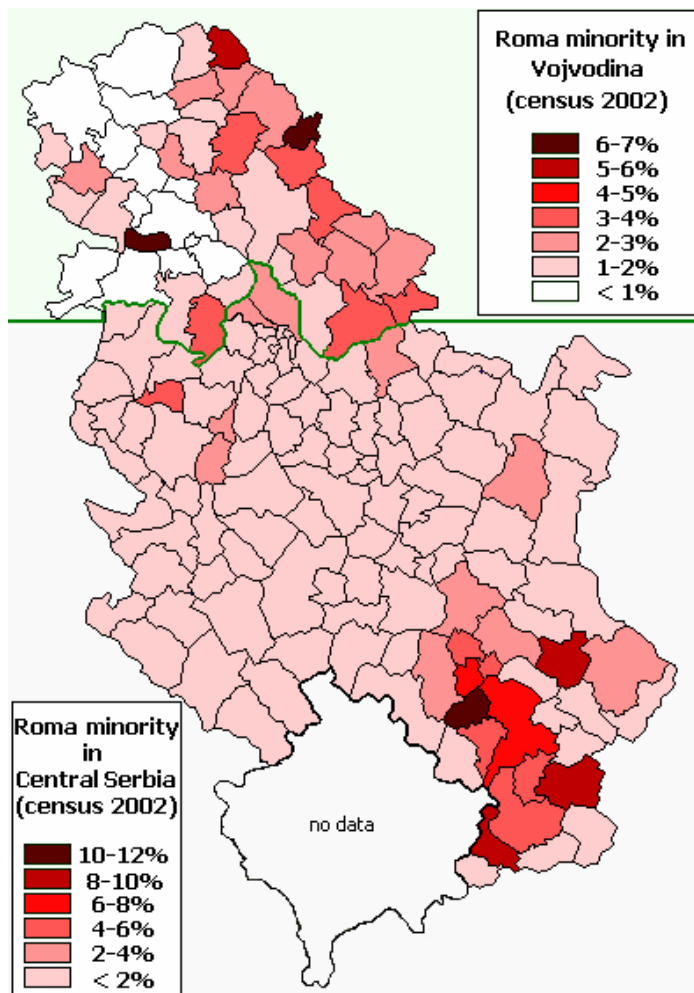 Roma minority in
Vojvodina
(census 2002)
6-7%
5-6%
4-5%
3-4%
2-3%
1-2%
< 1%
no data
Roma minority
in
Central Serbia
(census 2002)
10-12%
8-10%
6-8%
4-6%
2-4%
< 2%